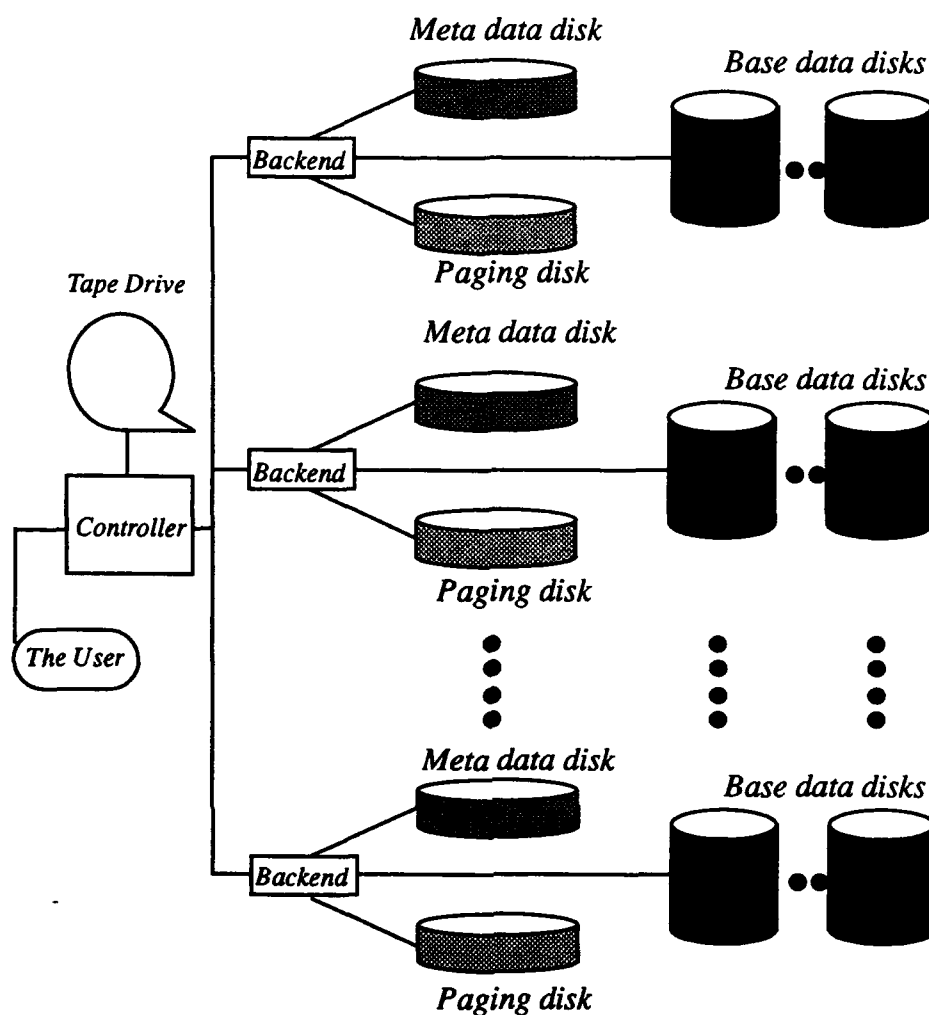 Meta data disk
Base data disks
Backend
Paging disk
Tape Drive
Meta data disk
Base data disks
Backend
Controller
Paging disk
The User
Meta data disk
Base data disks
Backend
Paging disk